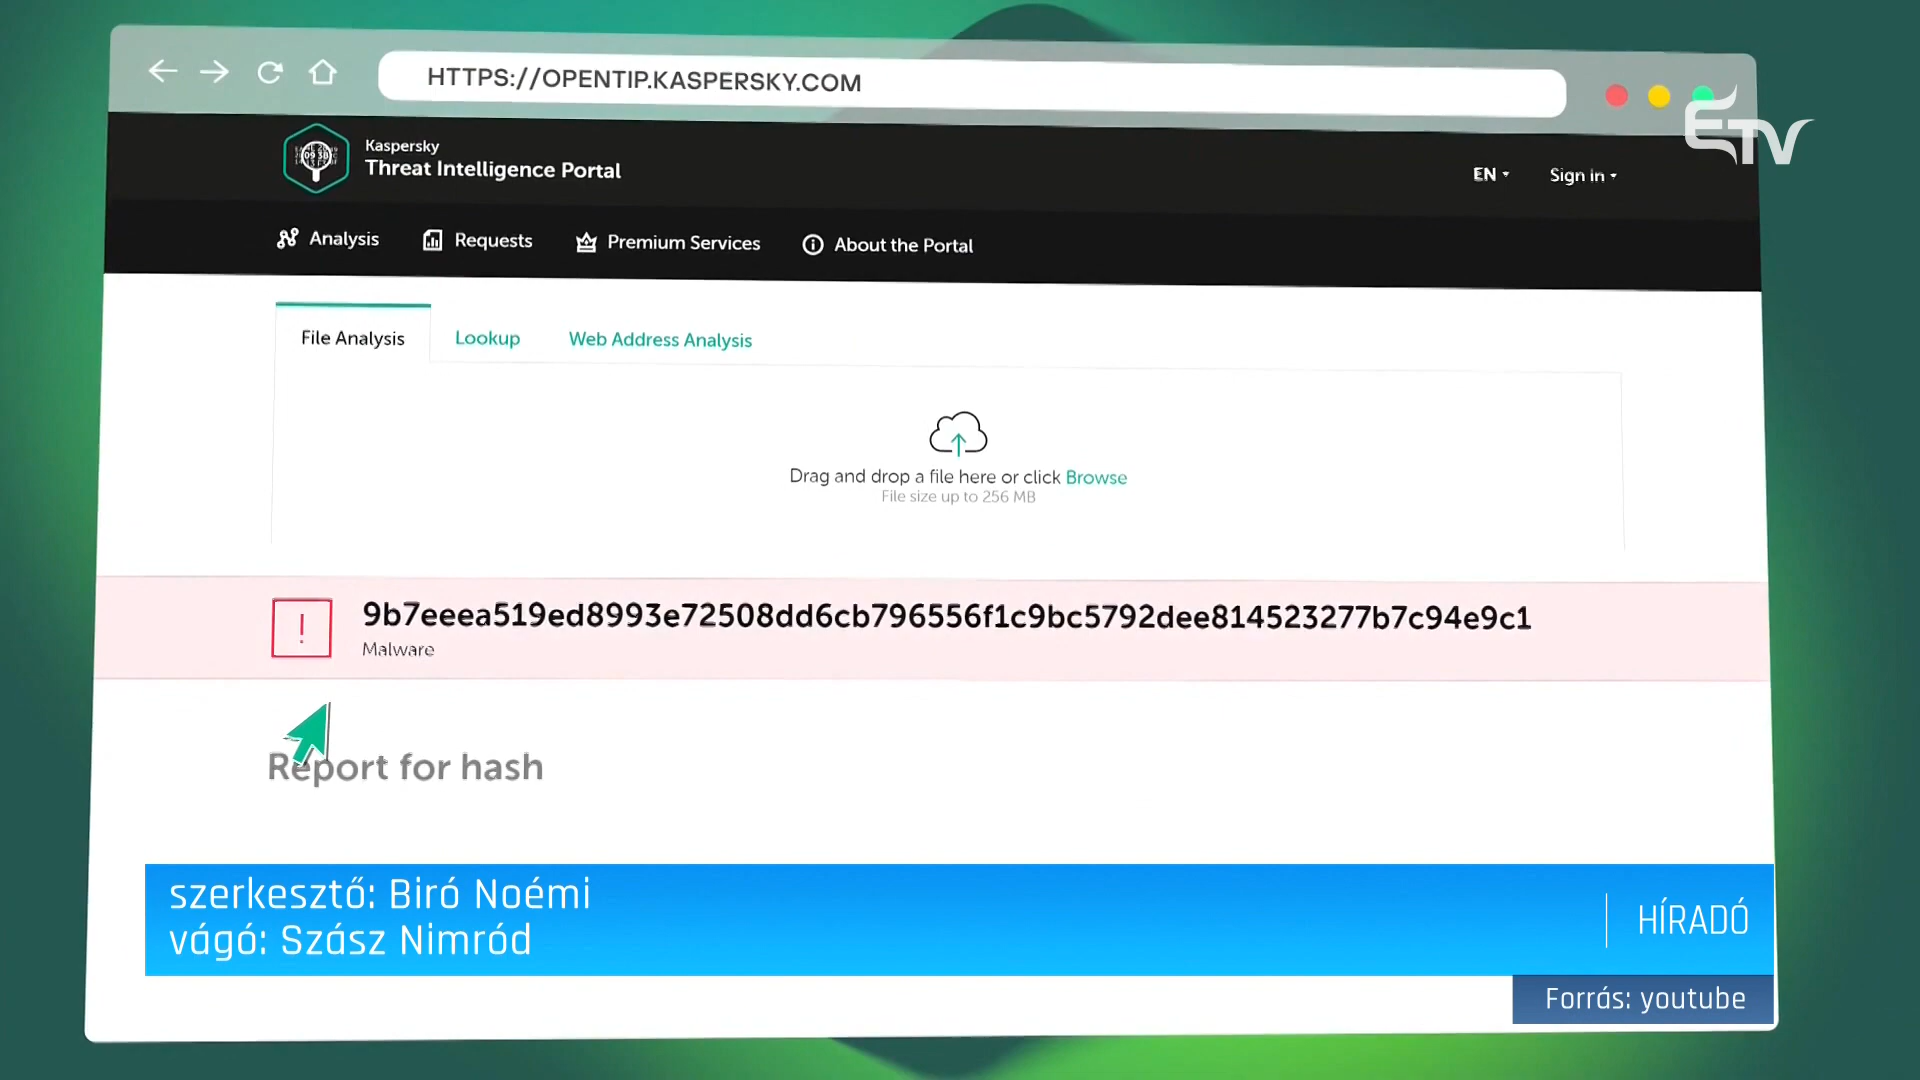 HTTPS://OPENTIP.KASPERSKY.COM
ETV
Kaspersky
Threat Intelligence Portal
EN
Sign in
Analysis
Requests
Premium Services
About the Portal
File Analysis
Lookup
Web Address Analysis
Drag and drop a file here or click Browse
File size up to 256 MB
9b7eeea519ed8993e72508dd6cb796556f1c9bc5792dee814523277b7c94e9c1
Malware
Report for hash
szerkesztő: Biró Noémi
vágó: Szász Nimród
HÍRADÓ
Forrás: youtube